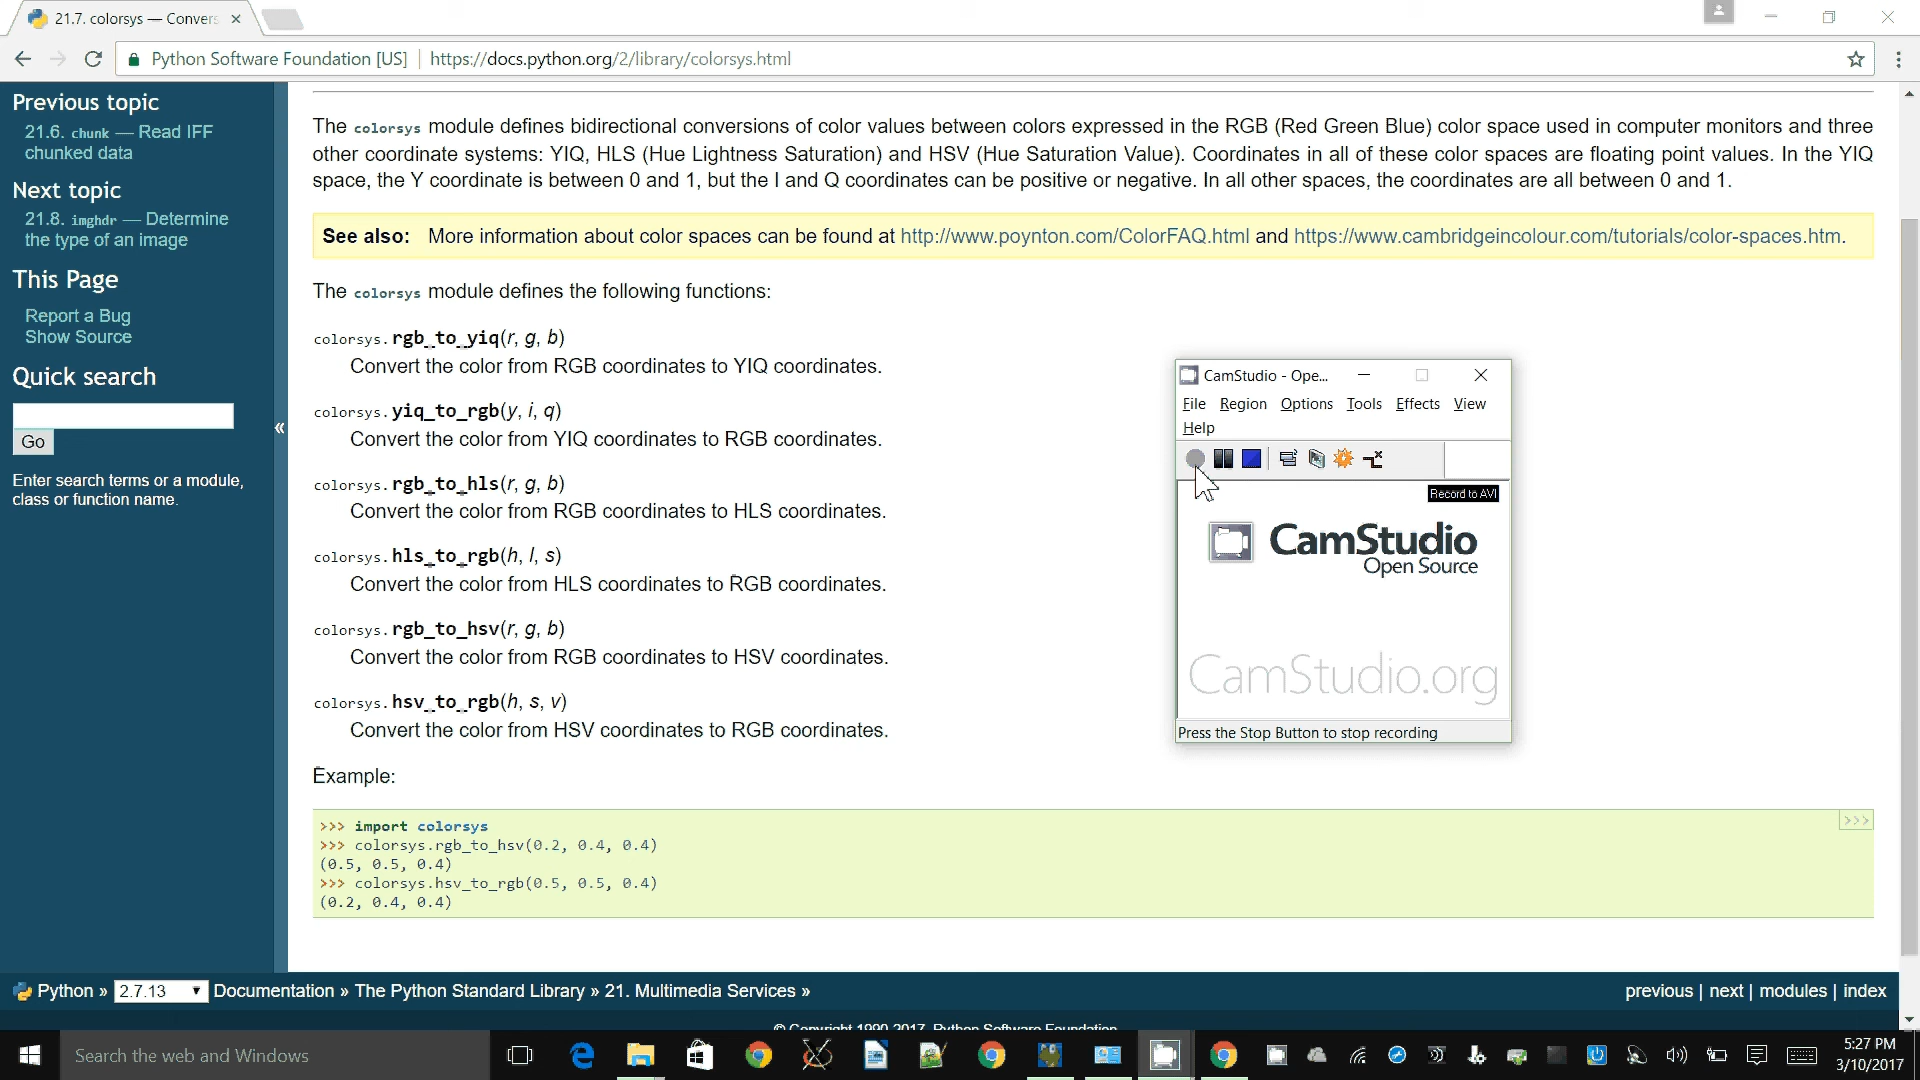 21.7. colorsys — Convers
Python Software Foundation [US] https://docs.python.org/2/library/colorsys.html
Previous topic
21.6. chunk — Read IFF
chunked data
Next topic
21.8. imghdr — Determine
the type of an image
This Page
Report a Bug
Show Source
Quick search
Go
Enter search terms or a module,
class or function name.
«
The colorsys module defines bidirectional conversions of color values between colors expressed in the RGB (Red Green Blue) color space used in computer monitors and three
other coordinate systems: YIQ, HLS (Hue Lightness Saturation) and HSV (Hue Saturation Value). Coordinates in all of these color spaces are floating point values. In the YIQ
space, the Y coordinate is between 0 and 1, but the I and Q coordinates can be positive or negative. In all other spaces, the coordinates are all between 0 and 1.
See also: More information about color spaces can be found at http://www.poynton.com/ColorFAQ.html and https://www.cambridgeincolour.com/tutorials/color-spaces.htm.
The colorsys module defines the following functions:
colorsys.rgb_to_yiq(r, g, b)
Convert the color from RGB coordinates to YIQ coordinates.
colorsys.yiq_to_rgb(y, i, q)
Convert the color from YIQ coordinates to RGB coordinates.
colorsys.rgb_to_hls(r, g, b)
Convert the color from RGB coordinates to HLS coordinates.
colorsys.hls_to_rgb(h, l, s)
Convert the color from HLS coordinates to RGB coordinates.
colorsys.rgb_to_hsv(r, g, b)
Convert the color from RGB coordinates to HSV coordinates.
colorsys.hsv_to_rgb(h, s, v)
Convert the color from HSV coordinates to RGB coordinates.
Example:
>>> import colorsys
>>> colorsys.rgb_to_hsv(0.2, 0.4, 0.4)
(0.5, 0.5, 0.4)
>>> colorsys.hsv_to_rgb(0.5, 0.5, 0.4)
(0.2, 0.4, 0.4)
>>>
CamStudio - Ope...
File Region Options Tools Effects View
Help
Record to AVI
CamStudio
Open Source
CamStudio.org
Press the Stop Button to stop recording
Python » 2.7.13 Documentation » The Python Standard Library » 21. Multimedia Services »
previous | next | modules | index
© Copyright 1990-2017, Python Software Foundation
Search the web and Windows
5:27 PM
3/10/2017